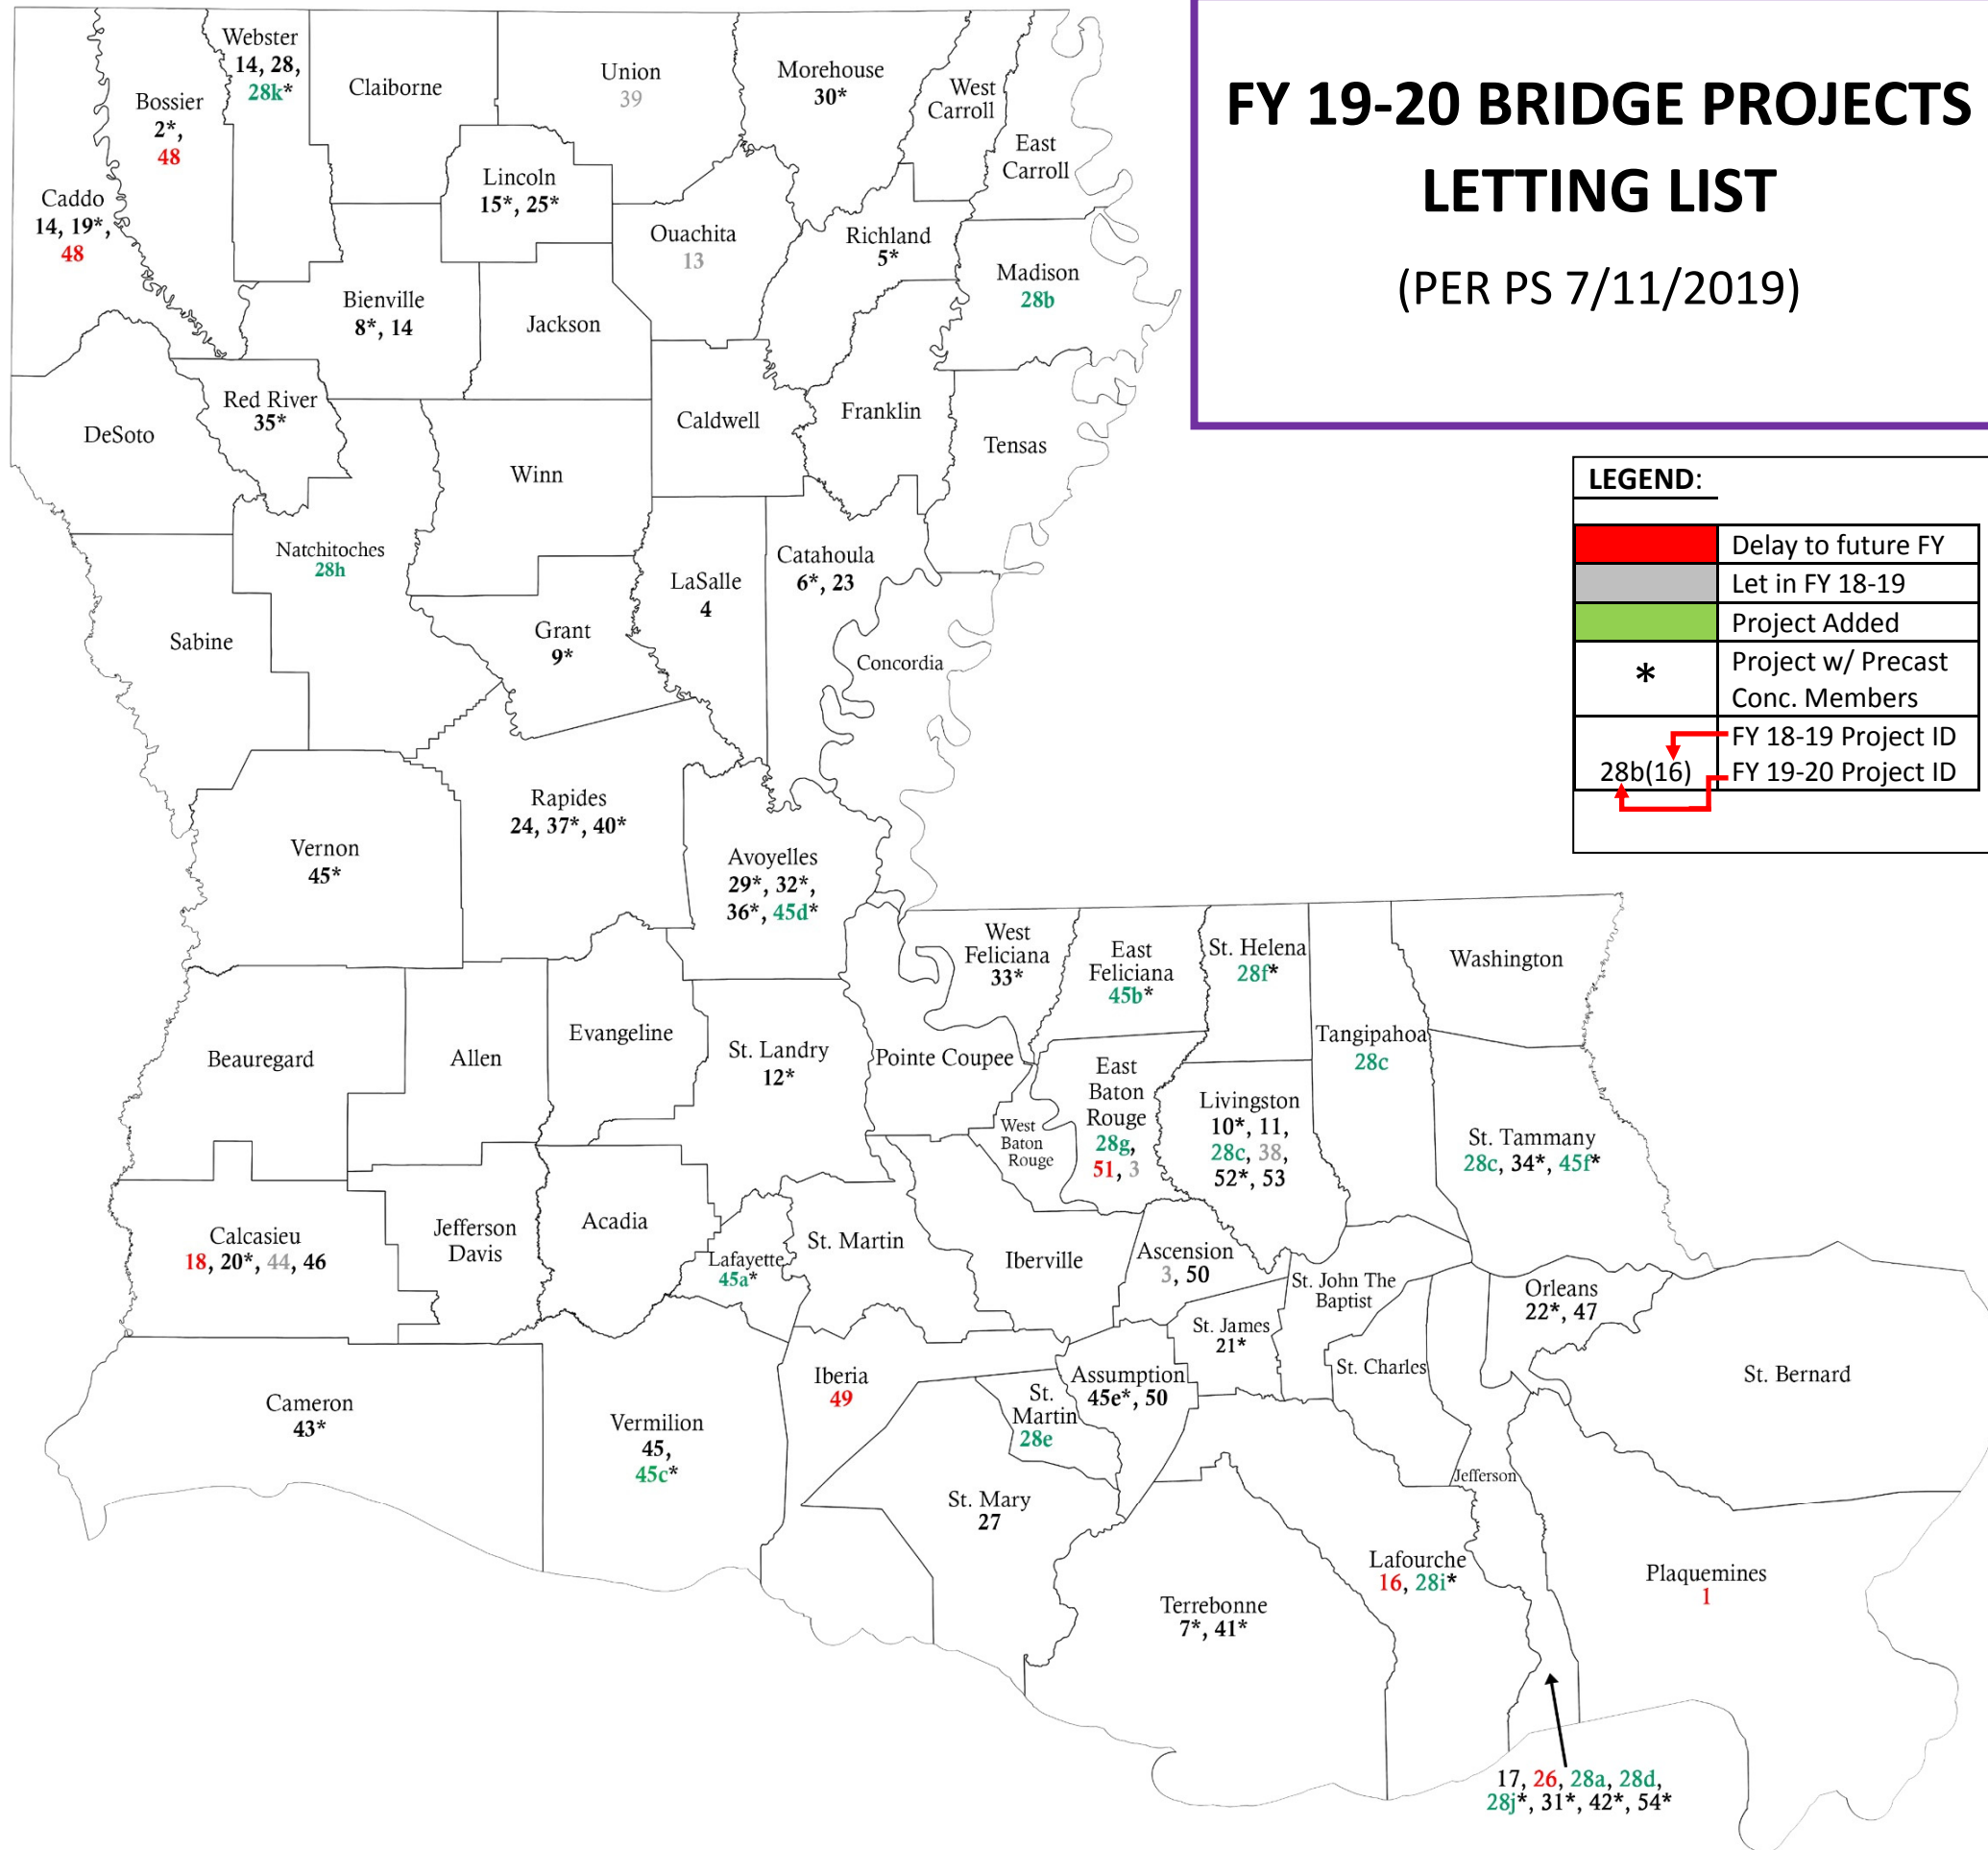 FY 19-20 BRIDGE PROJECTS
LETTING LIST
(PER PS 7/11/2019)
LEGEND:
Delay to future FY
Let in FY 18-19
Project Added
*
Project w/ Precast
Conc. Members
28b(16)
FY 18-19 Project ID
FY 19-20 Project ID
Caddo
14, 19*,
48
Bossier
2*,
48
Webster
14, 28,
28k*
Claiborne
Union
39
Morehouse
30*
West
Carroll
East
Carroll
Lincoln
15*, 25*
Ouachita
13
Richland
5*
Madison
28b
Bienville
8*, 14
Jackson
Red River
35*
DeSoto
Caldwell
Franklin
Tensas
Winn
Natchitoches
28h
LaSalle
4
Catahoula
6*, 23
Sabine
Grant
9*
Concordia
Rapides
24, 37*, 40*
Vernon
45*
Avoyelles
29*, 32*,
36*, 45d*
West
Feliciana
33*
East
Feliciana
45b*
St. Helena
28f*
Washington
Tangipahoa
28c
Beauregard
Allen
Evangeline
St. Landry
12*
Pointe Coupee
East
Baton
Rouge
28g,
51, 3
West
Baton
Rouge
Livingston
10*, 11,
28c, 38,
52*, 53
St. Tammany
28c, 34*, 45f*
Calcasieu
18, 20*, 44, 46
Jefferson
Davis
Acadia
Lafayette
45a*
St. Martin
Iberville
Ascension
3, 50
St. John The
Baptist
Orleans
22*, 47
St. James
21*
St. Charles
St. Bernard
Cameron
43*
Vermilion
45,
45c*
Iberia
49
St.
Martin
28e
Assumption
45e*, 50
Jefferson
St. Mary
27
Terrebonne
7*, 41*
Lafourche
16, 28i*
Plaquemines
1
17, 26, 28a, 28d,
28j*, 31*, 42*, 54*